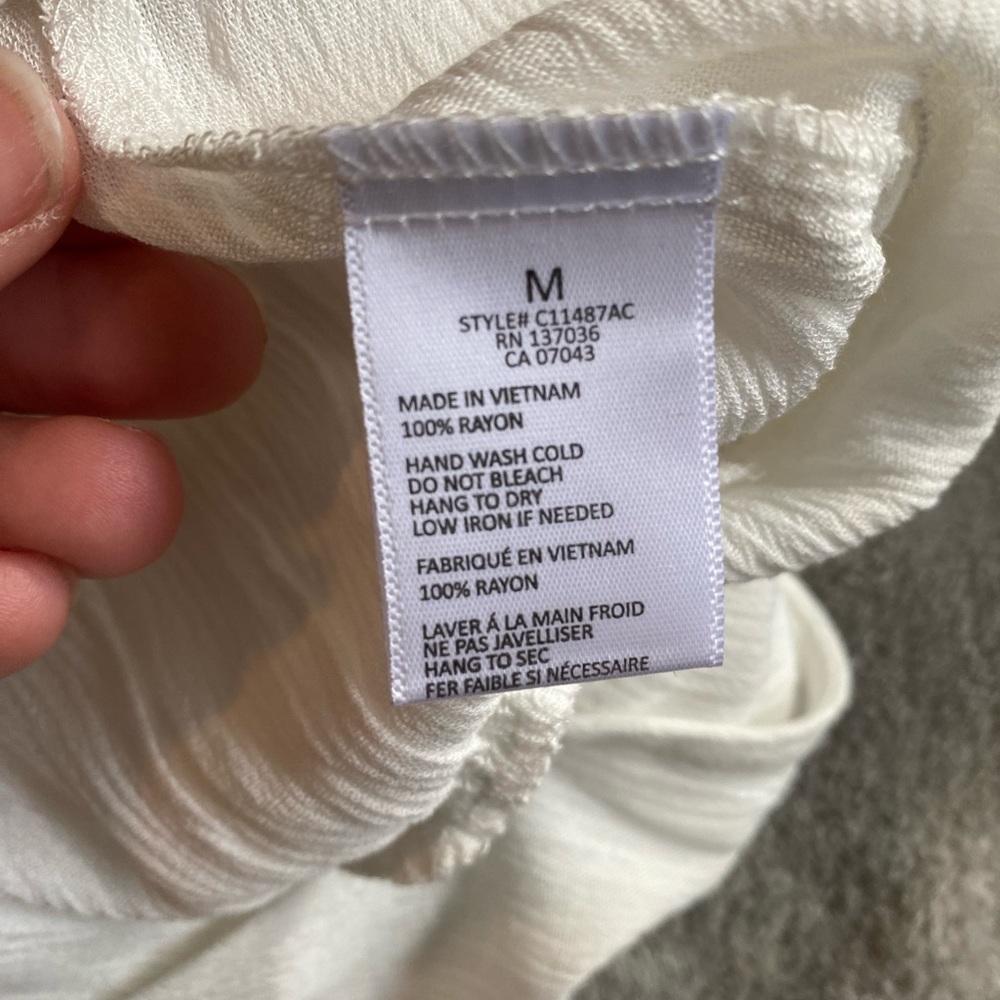 M
STYLE# C11487AC
RN 137036
CA 07043
MADE IN VIETNAM
100% RAYON
HAND WASH COLD
DO NOT BLEACH
HANG TO DRY
LOW IRON IF NEEDED
FABRIQUÉ EN VIETNAM
100% RAYON
LAVER Á LA MAIN FROID
NE PAS JAVELLISER
HANG TO SEC
FER FAIBLE SI NÉCESSAIRE